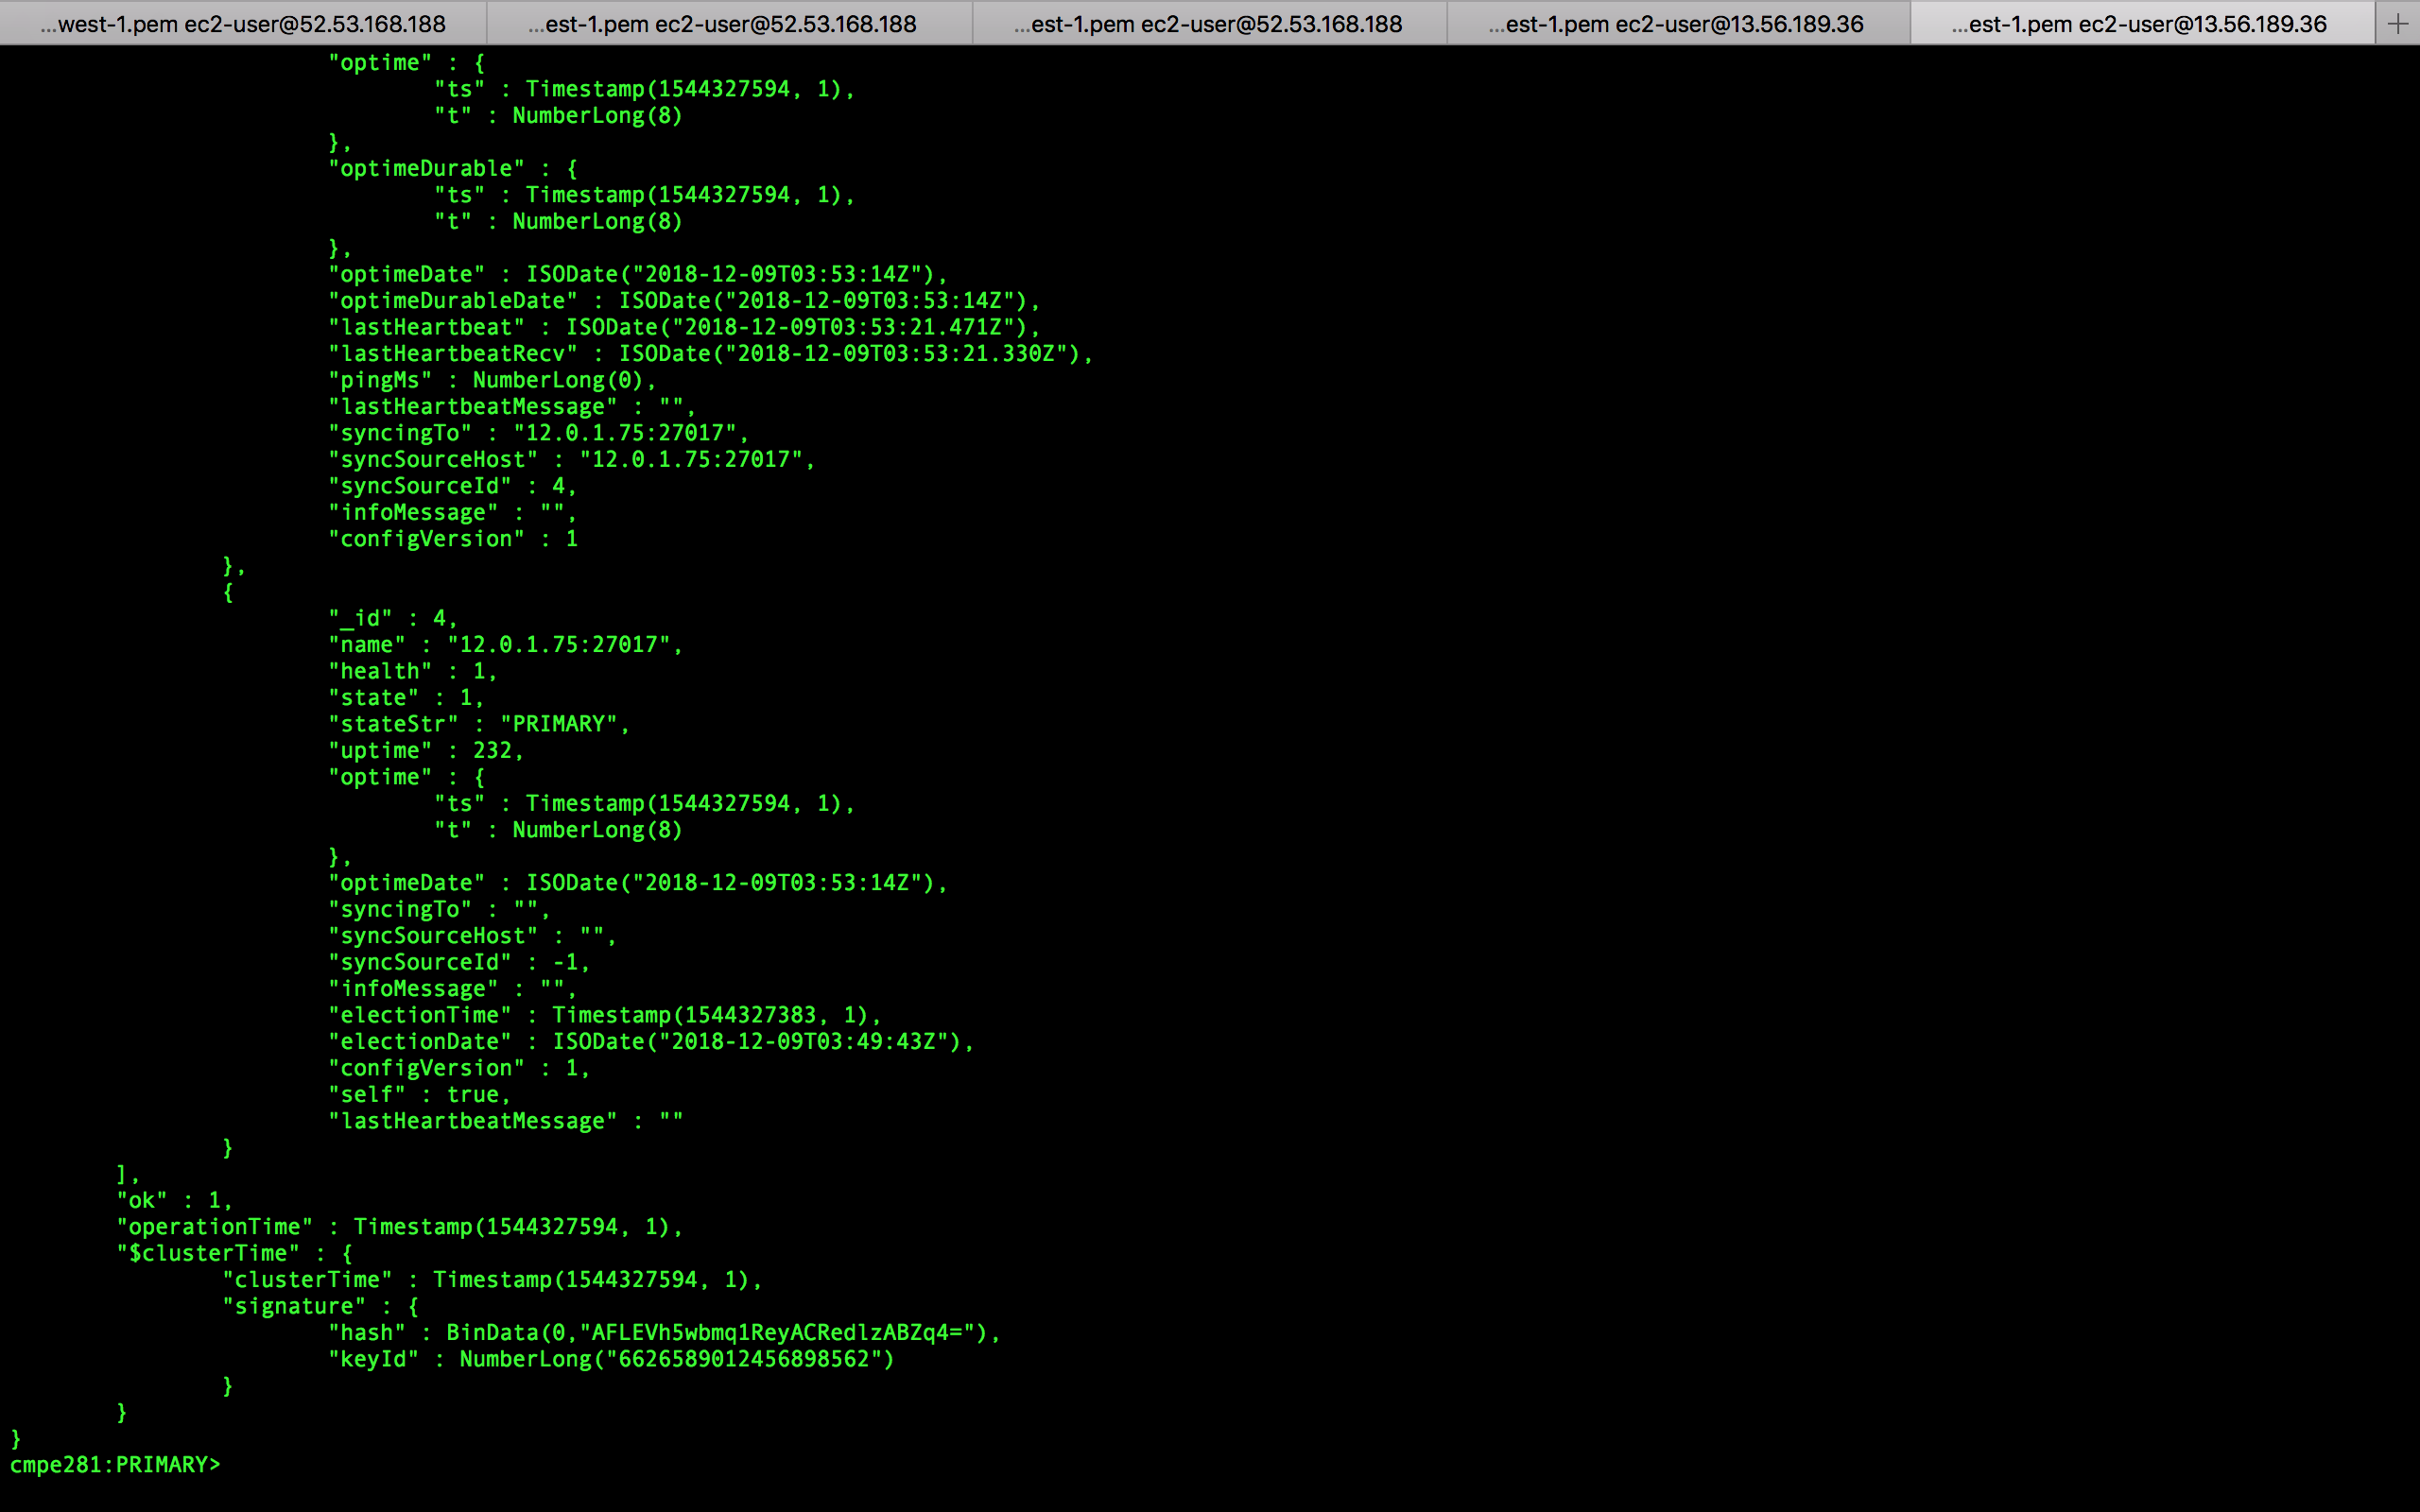 ...west-1.pem ec2-user@52.53.168.188 ...est-1.pem ec2-user@52.53.168.188 ...est-1.pem ec2-user@52.53.168.188 ...est-1.pem ec2-user@13.56.189.36 ...est-1.pem ec2-user@13.56.189.36 +
"optime" : {
"ts" : Timestamp(1544327594, 1),
"t" : NumberLong(8)
},
"optimeDurable" : {
"ts" : Timestamp(1544327594, 1),
"t" : NumberLong(8)
},
"optimeDate" : ISODate("2018-12-09T03:53:14Z"),
"optimeDurableDate" : ISODate("2018-12-09T03:53:14Z"),
"lastHeartbeat" : ISODate("2018-12-09T03:53:21.471Z"),
"lastHeartbeatRecv" : ISODate("2018-12-09T03:53:21.330Z"),
"pingMs" : NumberLong(0),
"lastHeartbeatMessage" : "",
"syncingTo" : "12.0.1.75:27017",
"syncSourceHost" : "12.0.1.75:27017",
"syncSourceId" : 4,
"infoMessage" : "",
"configVersion" : 1
},
{
"_id" : 4,
"name" : "12.0.1.75:27017",
"health" : 1,
"state" : 1,
"stateStr" : "PRIMARY",
"uptime" : 232,
"optime" : {
"ts" : Timestamp(1544327594, 1),
"t" : NumberLong(8)
},
"optimeDate" : ISODate("2018-12-09T03:53:14Z"),
"syncingTo" : "",
"syncSourceHost" : "",
"syncSourceId" : -1,
"infoMessage" : "",
"electionTime" : Timestamp(1544327383, 1),
"electionDate" : ISODate("2018-12-09T03:49:43Z"),
"configVersion" : 1,
"self" : true,
"lastHeartbeatMessage" : ""
}
],
"ok" : 1,
"operationTime" : Timestamp(1544327594, 1),
"$clusterTime" : {
"clusterTime" : Timestamp(1544327594, 1),
"signature" : {
"hash" : BinData(0,"AFLEVh5wbmq1ReyACRedlzABZq4="),
"keyId" : NumberLong("6626589012456898562")
}
}
}
cmpe281:PRIMARY>